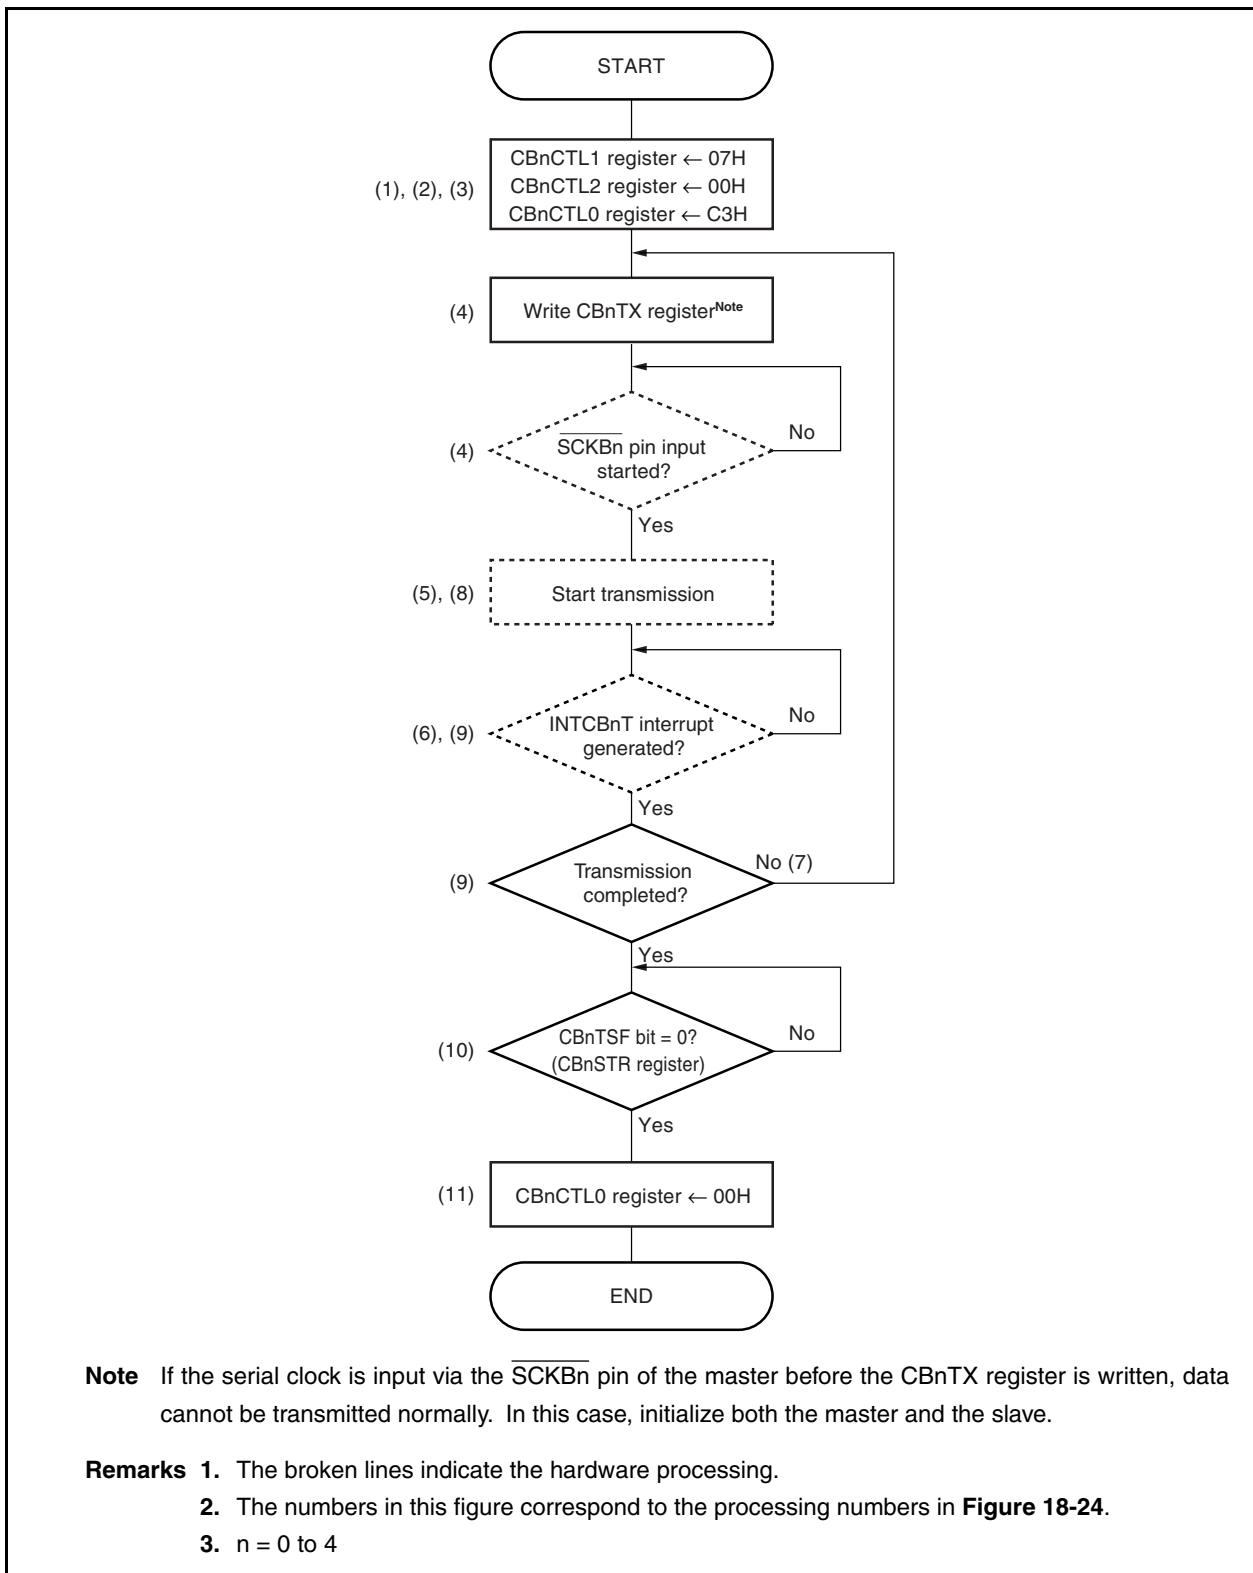 START
CBnCTL1 register ← 07H
(1), (2), (3) CBnCTL2 register ← 00H
CBnCTL0 register ← C3H
(4) Write CBnTX registerNote
(4) SCKBn pin input
started?
No
Yes
(5), (8) Start transmission
(6), (9) INTCBnT interrupt
generated?
No
Yes
(9) Transmission
completed?
No (7)
Yes
(10) CBnTSF bit = 0?
(CBnSTR register)
No
Yes
(11) CBnCTL0 register ← 00H
END
Note If the serial clock is input via the SCKBn pin of the master before the CBnTX register is written, data
cannot be transmitted normally. In this case, initialize both the master and the slave.
Remarks 1. The broken lines indicate the hardware processing.
2. The numbers in this figure correspond to the processing numbers in Figure 18-24.
3. n = 0 to 4